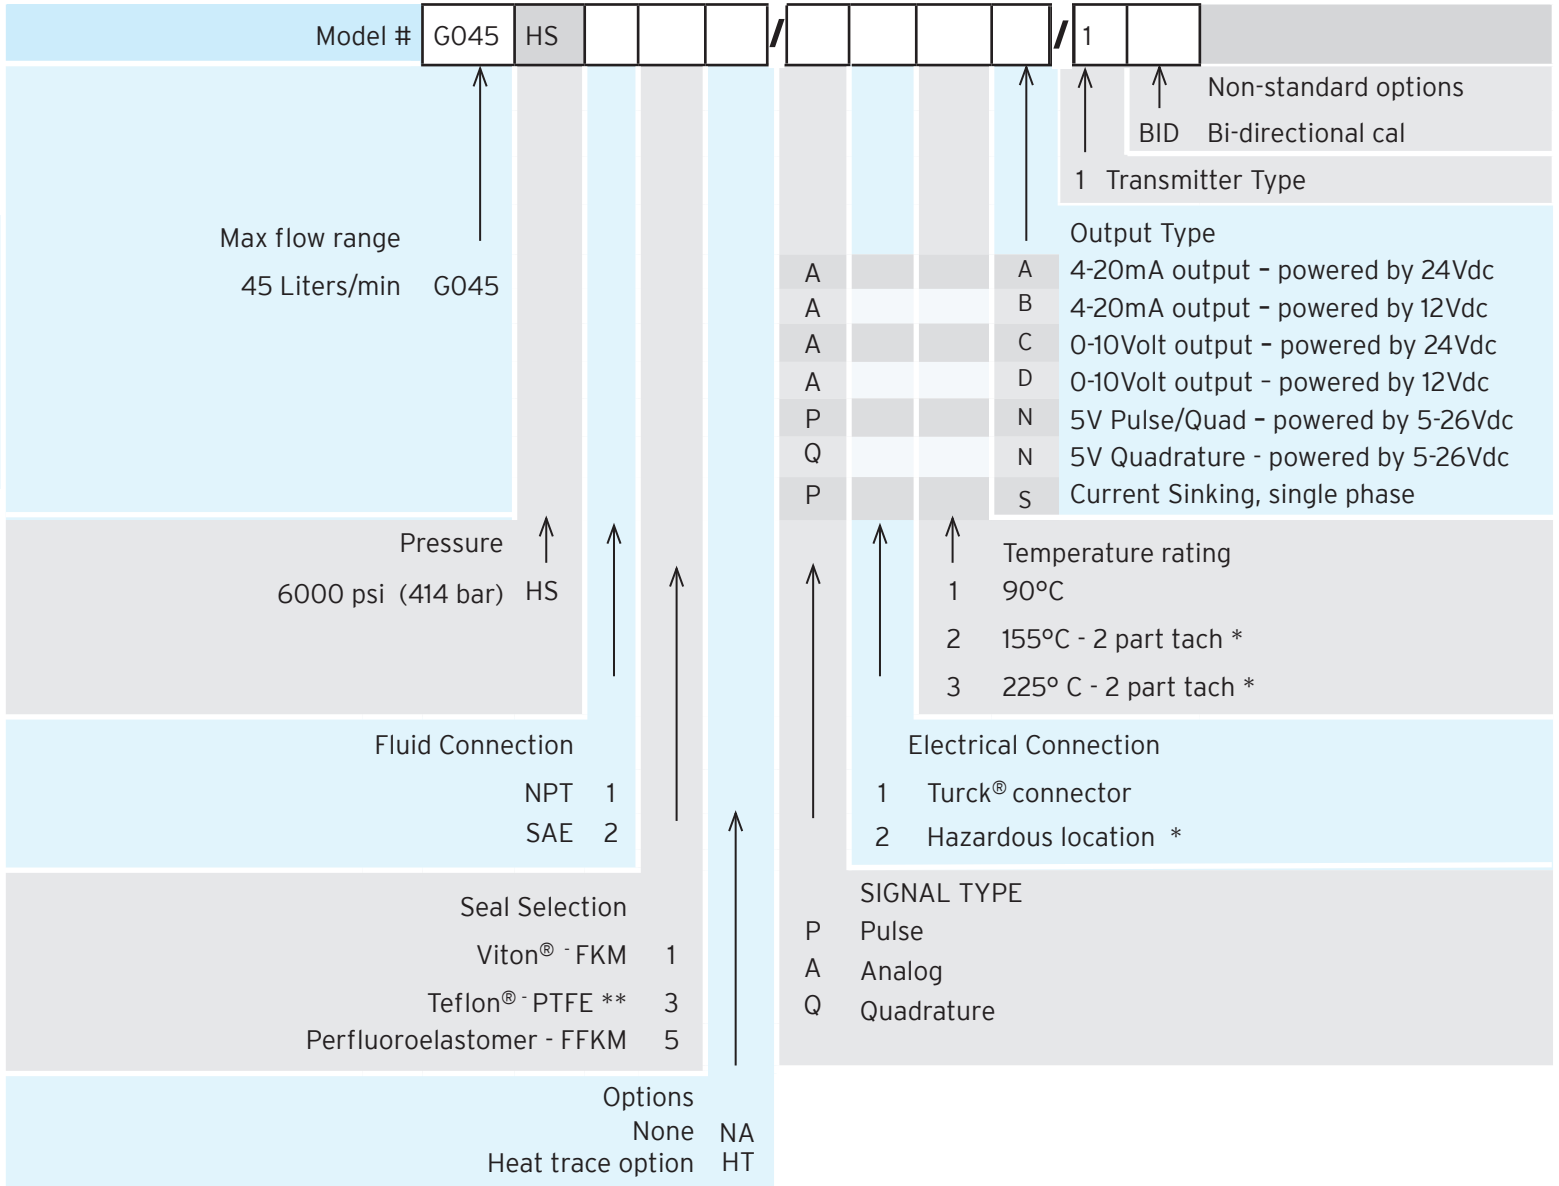 Model # G045 HS / / 1
Non-standard options
BID Bi-directional cal
1 Transmitter Type
Max flow range
45 Liters/min G045
Output Type
A A 4-20mA output – powered by 24Vdc
A B 4-20mA output – powered by 12Vdc
A C 0-10Volt output – powered by 24Vdc
A D 0-10Volt output – powered by 12Vdc
P N 5V Pulse/Quad – powered by 5-26Vdc
Q N 5V Quadrature - powered by 5-26Vdc
P S Current Sinking, single phase
Pressure
6000 psi (414 bar) HS
Temperature rating
1 90°C
2 155°C - 2 part tach *
3 225° C - 2 part tach *
Fluid Connection
NPT 1
SAE 2
Electrical Connection
1 Turck® connector
2 Hazardous location *
Seal Selection
Viton® - FKM 1
Teflon® - PTFE ** 3
Perfluoroelastomer - FFKM 5
SIGNAL TYPE
P Pulse
A Analog
Q Quadrature
Options
None NA
Heat trace option HT